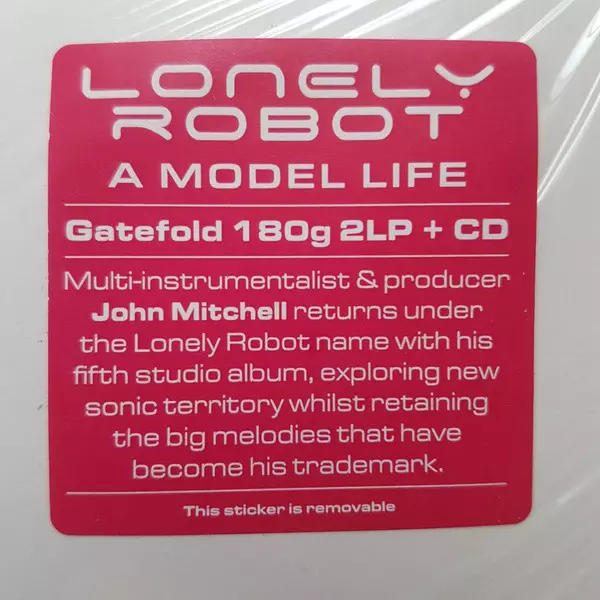 LONELY
ROBOT
A MODEL LIFE
Gatefold 180g 2LP + CD
Multi-instrumentalist & producer
John Mitchell returns under
the Lonely Robot name with his
fifth studio album, exploring new
sonic territory whilst retaining
the big melodies that have
become his trademark.
This sticker is removable